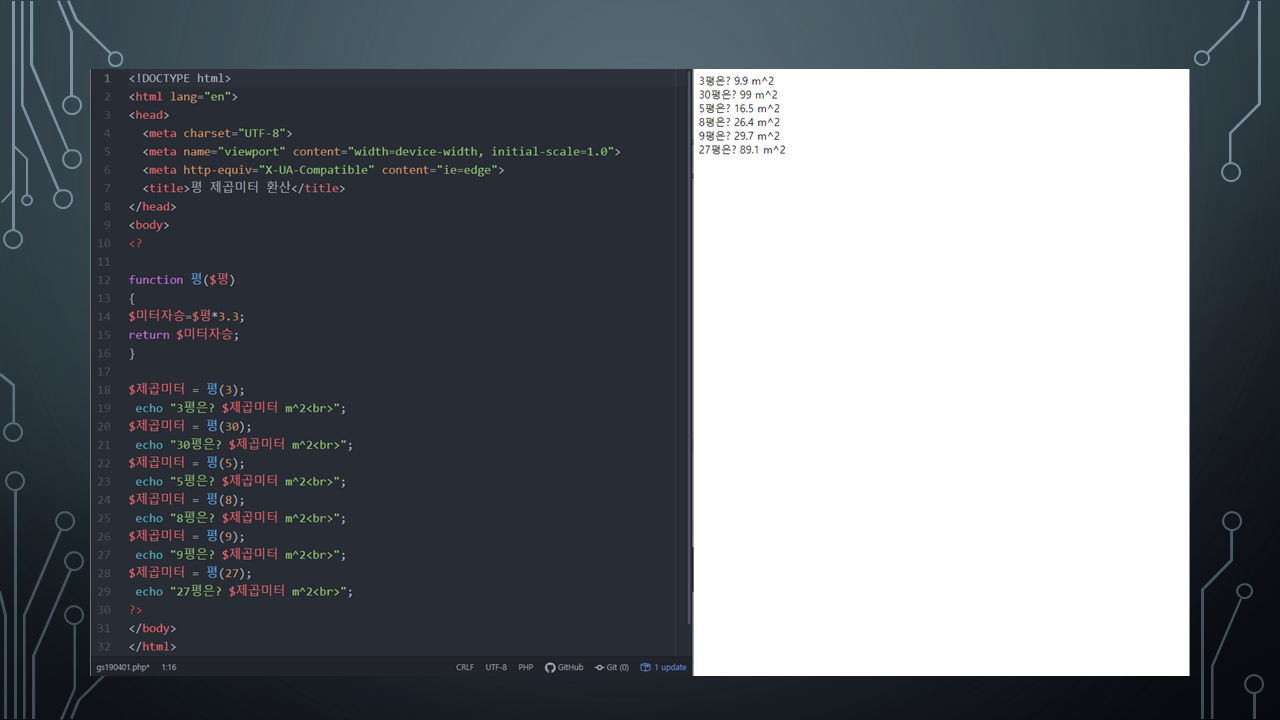 1 <!DOCTYPE html>
2 <html lang="en">
3 <head>
4   <meta charset="UTF-8">
5   <meta name="viewport" content="width=device-width, initial-scale=1.0">
6   <meta http-equiv="X-UA-Compatible" content="ie=edge">
7   <title>평 제곱미터 환산</title>
8 </head>
9 <body>
10 <?
11
12 function 평($평)
13 {
14 $미터자승=$평*3.3;
15 return $미터자승;
16 }
17
18 $제곱미터 = 평(3);
19  echo "3평은? $제곱미터 m^2<br>";
20 $제곱미터 = 평(30);
21  echo "30평은? $제곱미터 m^2<br>";
22 $제곱미터 = 평(5);
23  echo "5평은? $제곱미터 m^2<br>";
24 $제곱미터 = 평(8);
25  echo "8평은? $제곱미터 m^2<br>";
26 $제곱미터 = 평(9);
27  echo "9평은? $제곱미터 m^2<br>";
28 $제곱미터 = 평(27);
29  echo "27평은? $제곱미터 m^2<br>";
30 ?>
31 </body>
32 </html>
gs190401.php* 1:16 CRLF UTF-8 PHP GitHub Git (0) 1 update
3평은? 9.9 m^2
30평은? 99 m^2
5평은? 16.5 m^2
8평은? 26.4 m^2
9평은? 29.7 m^2
27평은? 89.1 m^2